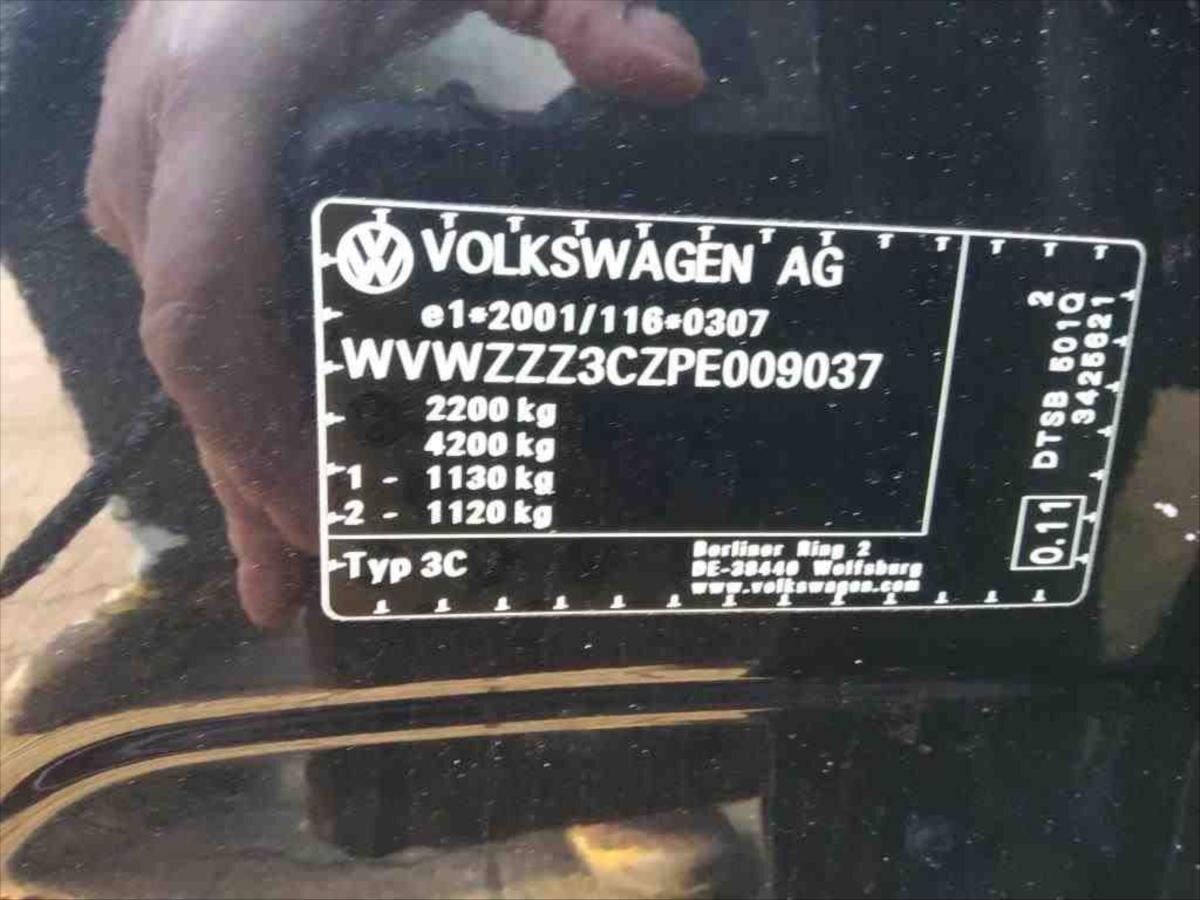 VOLKSWAGEN AG
e1*2001/116*0307
WVWZZZ3CZPE009037
2200 kg
4200 kg
1 - 1130 kg
2 - 1120 kg
Typ 3C
Berliner Ring 2
DE-38440 Wolfsburg
www.volkswagen.com
2
DTSB 501Q
3425621
0.11